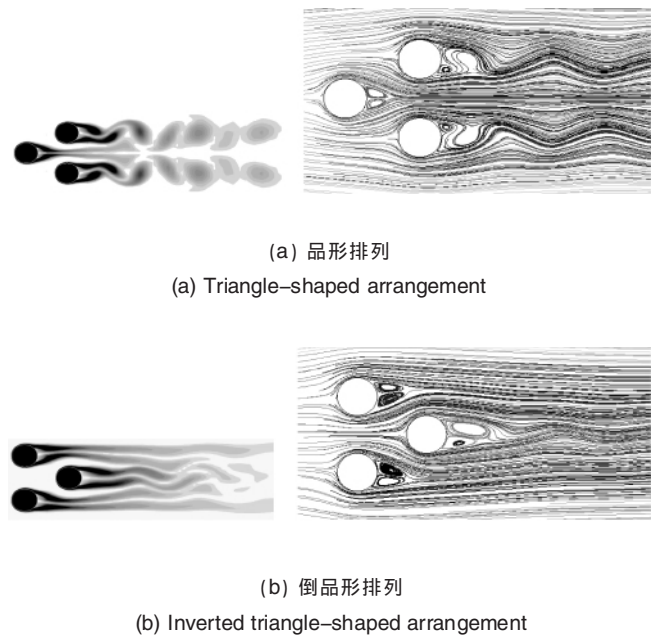 (a) 品形排列
(a) Triangle–shaped arrangement
(b) 倒品形排列
(b) Inverted triangle–shaped arrangement